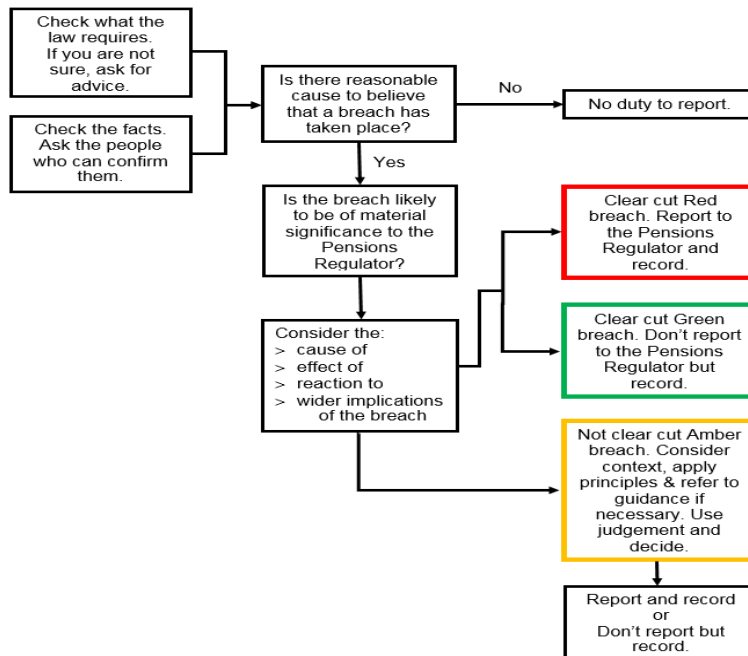 Check what the
law requires.
If you are not
sure, ask for
advice.
Check the facts.
Ask the people
who can confirm
them.
Is there reasonable
cause to believe
that a breach has
taken place?
No
No duty to report.
Yes
Is the breach likely
to be of material
significance to the
Pensions
Regulator?
Clear cut Red
breach. Report to
the Pensions
Regulator and
record.
Consider the:
> cause of
> effect of
> reaction to
> wider implications
of the breach
Clear cut Green
breach. Don't report
to the Pensions
Regulator but
record.
Not clear cut Amber
breach. Consider
context, apply
principles & refer to
guidance if
necessary. Use
judgement and
decide.
Report and record
or
Don't report but
record.